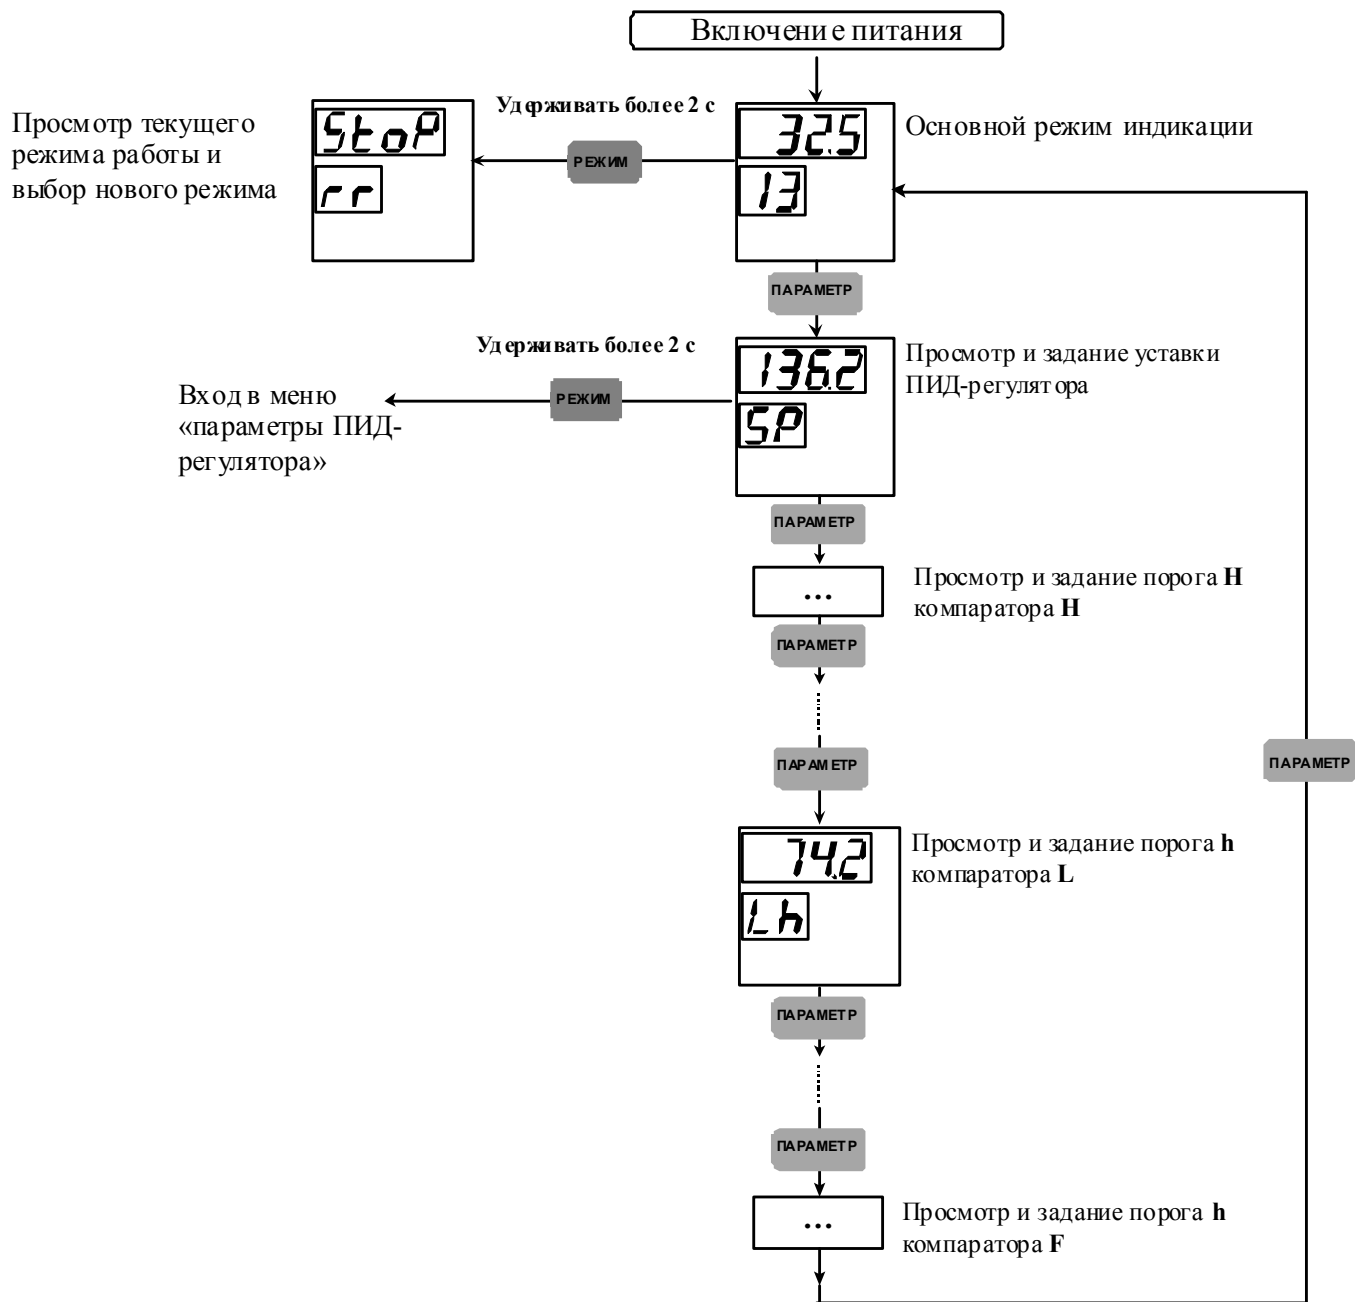 Включение питания
Удерживать более 2 с
Просмотр текущего
режима работы и
выбор нового режима
StoP
rr
РЕЖИМ
32.5
13
Основной режим индикации
ПАРАМЕТР
Удерживать более 2 с
Вход в меню
«параметры ПИД-
регулятора»
РЕЖИМ
136.2
SP
Просмотр и задание уставки
ПИД-регулятора
ПАРАМЕТР
...
Просмотр и задание порога H
компаратора H
ПАРАМЕТР
ПАРАМЕТР
ПАРАМЕТР
74.2
Lh
Просмотр и задание порога h
компаратора L
ПАРАМЕТР
ПАРАМЕТР
...
Просмотр и задание порога h
компаратора F